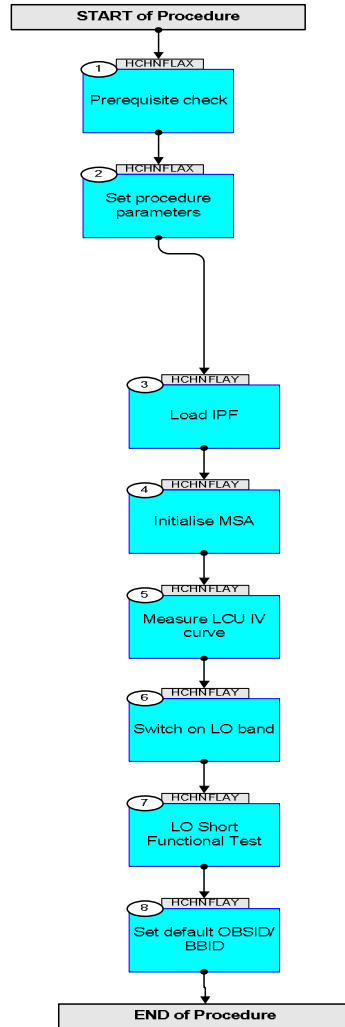 START of Procedure
HCHNFLAX
1
Prerequisite check
HCHNFLAX
2
Set procedure
parameters
HCHNFLAY
3
Load IPF
HCHNFLAY
4
Initialise MSA
HCHNFLAY
5
Measure LCU IV
curve
HCHNFLAY
6
Switch on LO band
HCHNFLAY
7
LO Short
Functional Test
HCHNFLAY
8
Set default OBSID/
BBID
END of Procedure